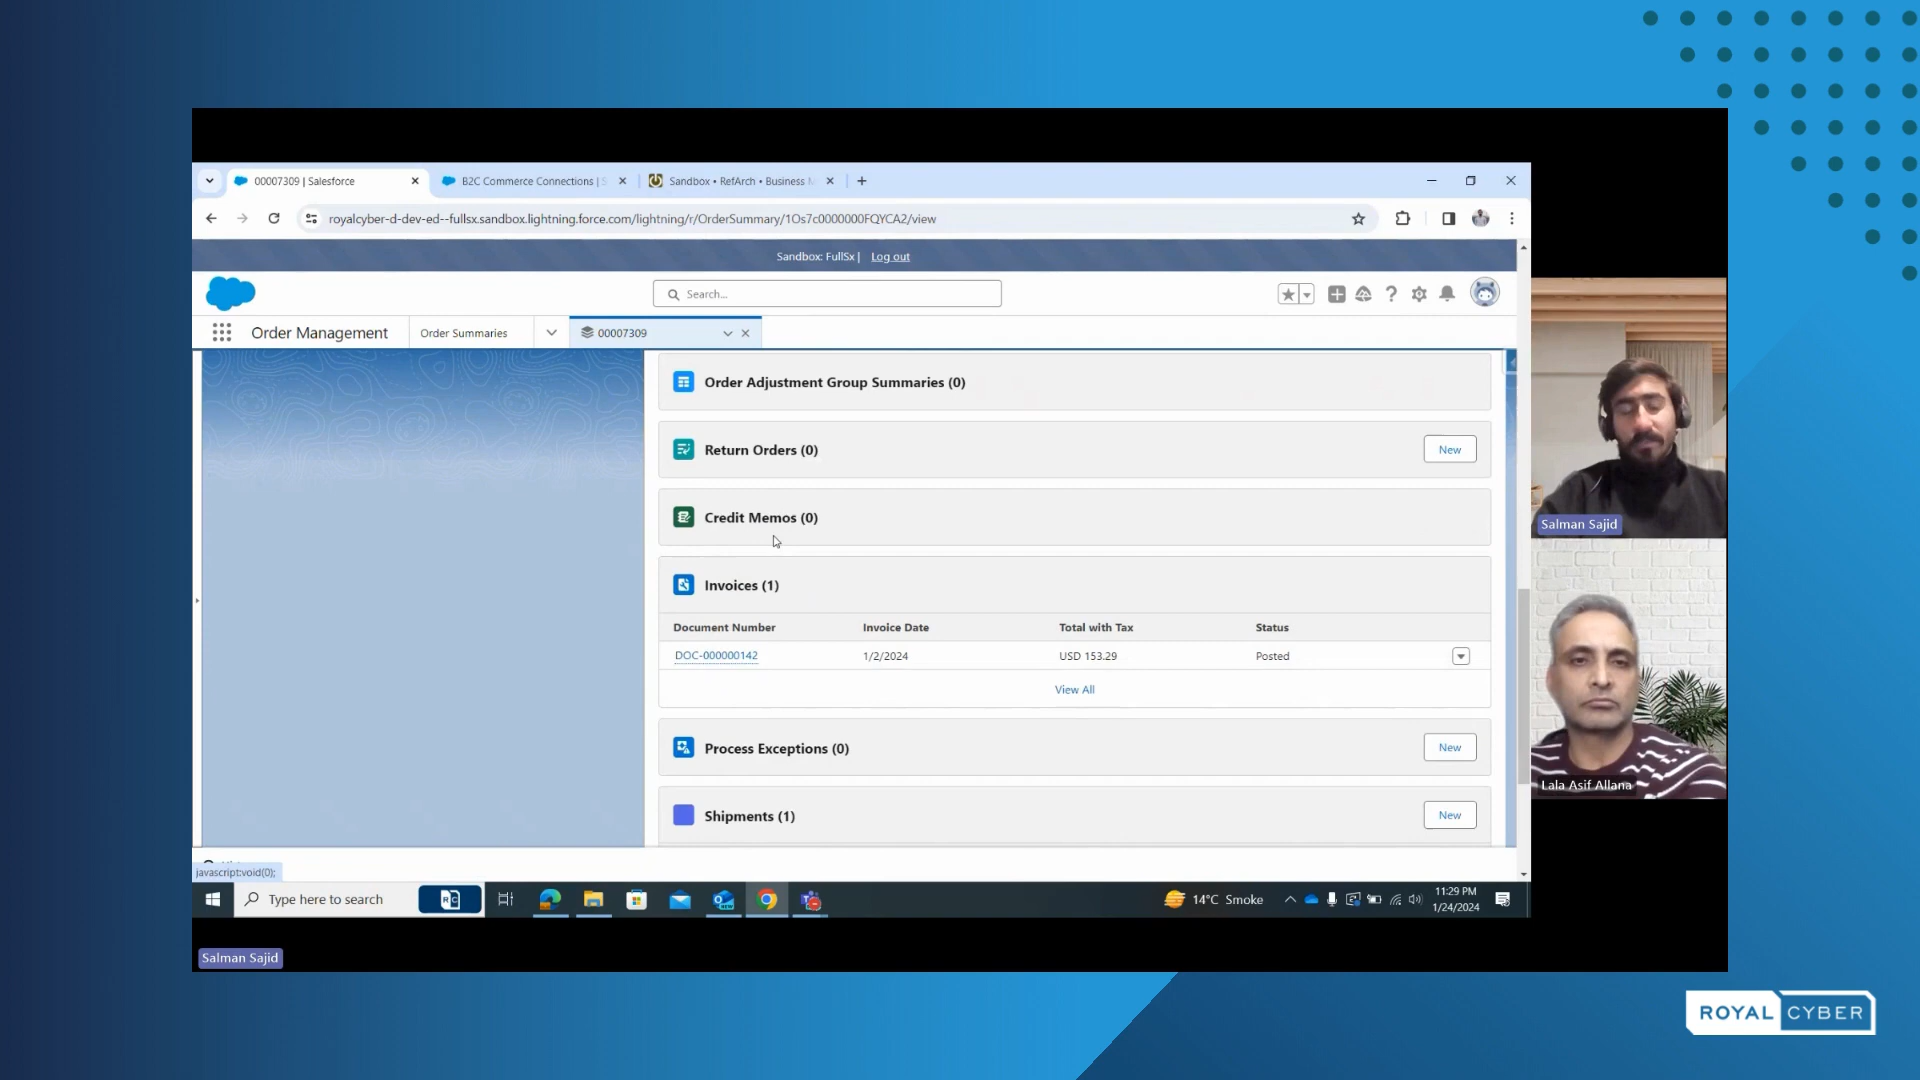 00007309 | Salesforce
B2C Commerce Connections | S
Sandbox • RefArch • Business M
royalcyber-d-dev-ed--fullsx.sandbox.lightning.force.com/lightning/r/OrderSummary/1Os7c0000000FQYCA2/view
Sandbox: FullSx | Log out
Search...
Order Management
Order Summaries
00007309
Order Adjustment Group Summaries (0)
Return Orders (0)
New
Credit Memos (0)
Invoices (1)
Document Number Invoice Date Total with Tax Status
DOC-000000142 1/2/2024 USD 153.29 Posted
View All
Process Exceptions (0)
New
Shipments (1)
New
javascript:void(0);
Type here to search
RC
14°C Smoke
11:29 PM
1/24/2024
Salman Sajid
Lala Asif Allana
Salman Sajid
ROYAL CYBER